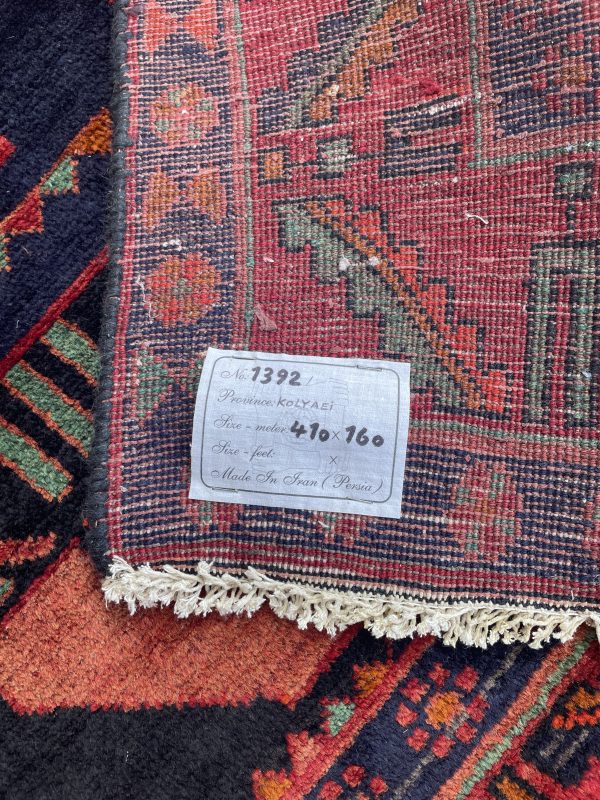 No: 1392/
Province: KOLYAEi
Size - meter: 410 x 160
Size - feet: x
Made In Iran (Persia)